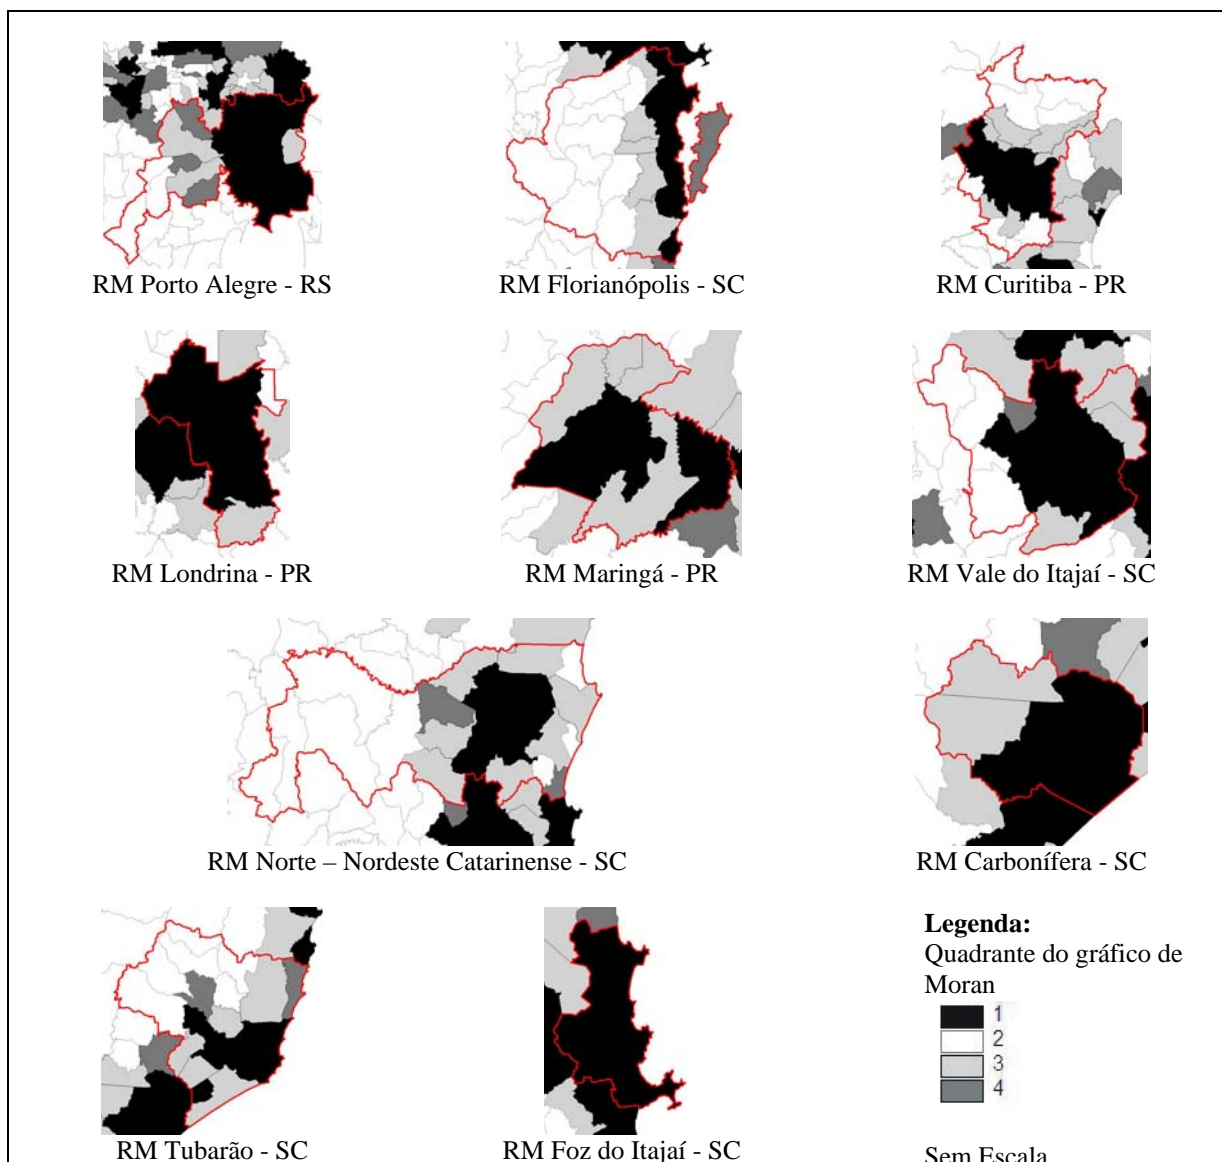 RM Porto Alegre - RS
RM Florianópolis - SC
RM Curitiba - PR
RM Londrina - PR
RM Maringá - PR
RM Vale do Itajaí - SC
RM Norte – Nordeste Catarinense - SC
RM Carbonífera - SC
RM Tubarão - SC
RM Foz do Itajaí - SC
Legenda:
Quadrante do gráfico de
Moran
1
2
3
4
Sem Escala